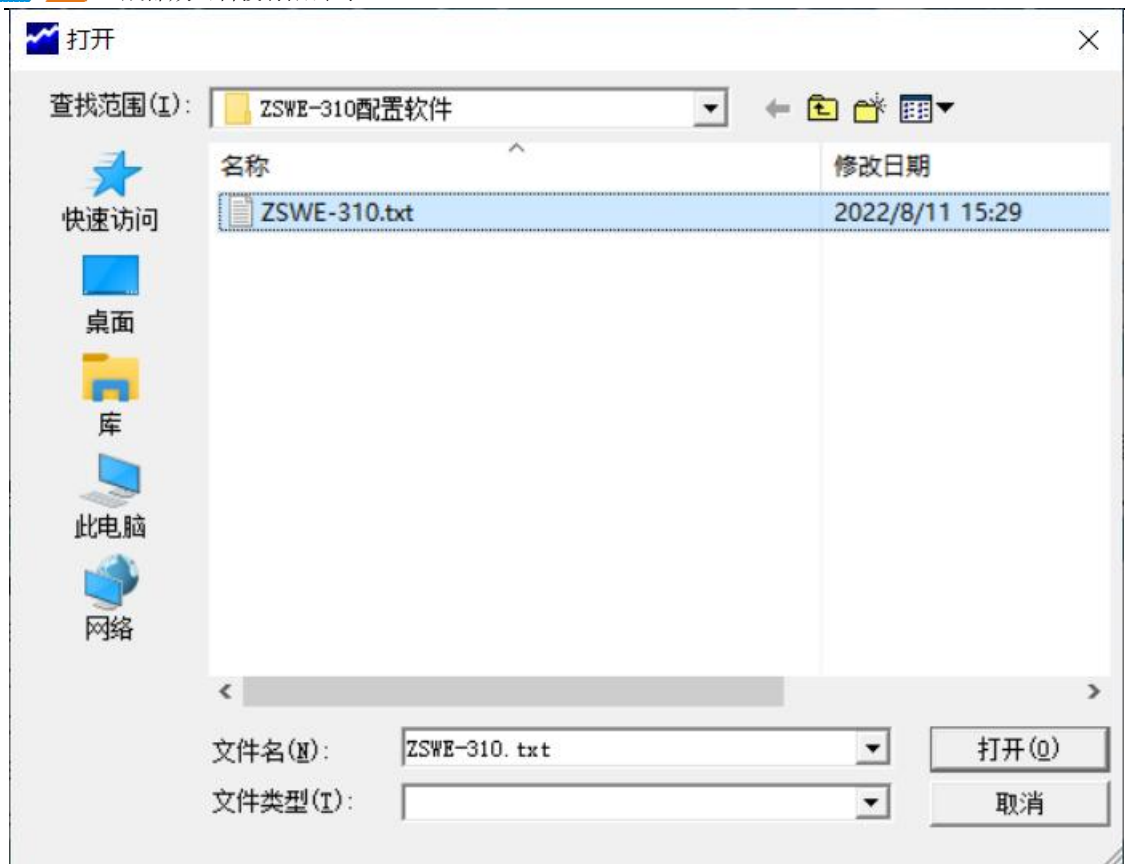 打开
查找范围(I):
ZSWE-310配置软件
名称
修改日期
ZSWE-310.txt
2022/8/11 15:29
快速访问
桌面
库
此电脑
网络
文件名(N):
ZSWE-310.txt
打开(O)
文件类型(T):
取消